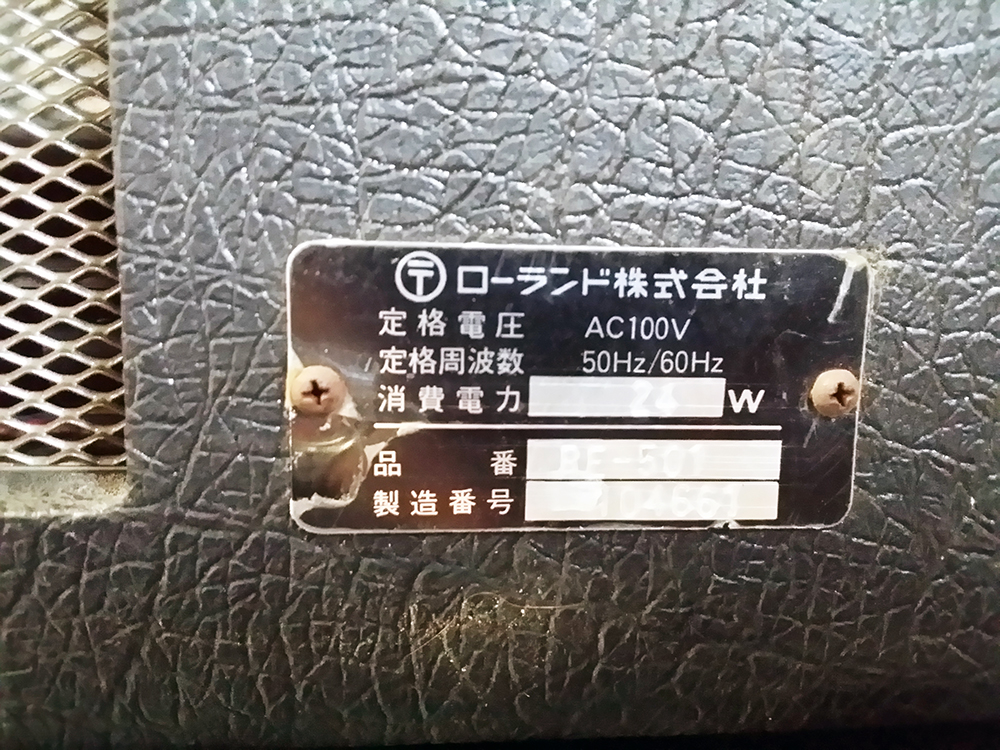 〒ローランド株式会社
定格電圧 AC100V
定格周波数 50Hz/60Hz
消費電力 24 W
品番 RE-501
製造番号